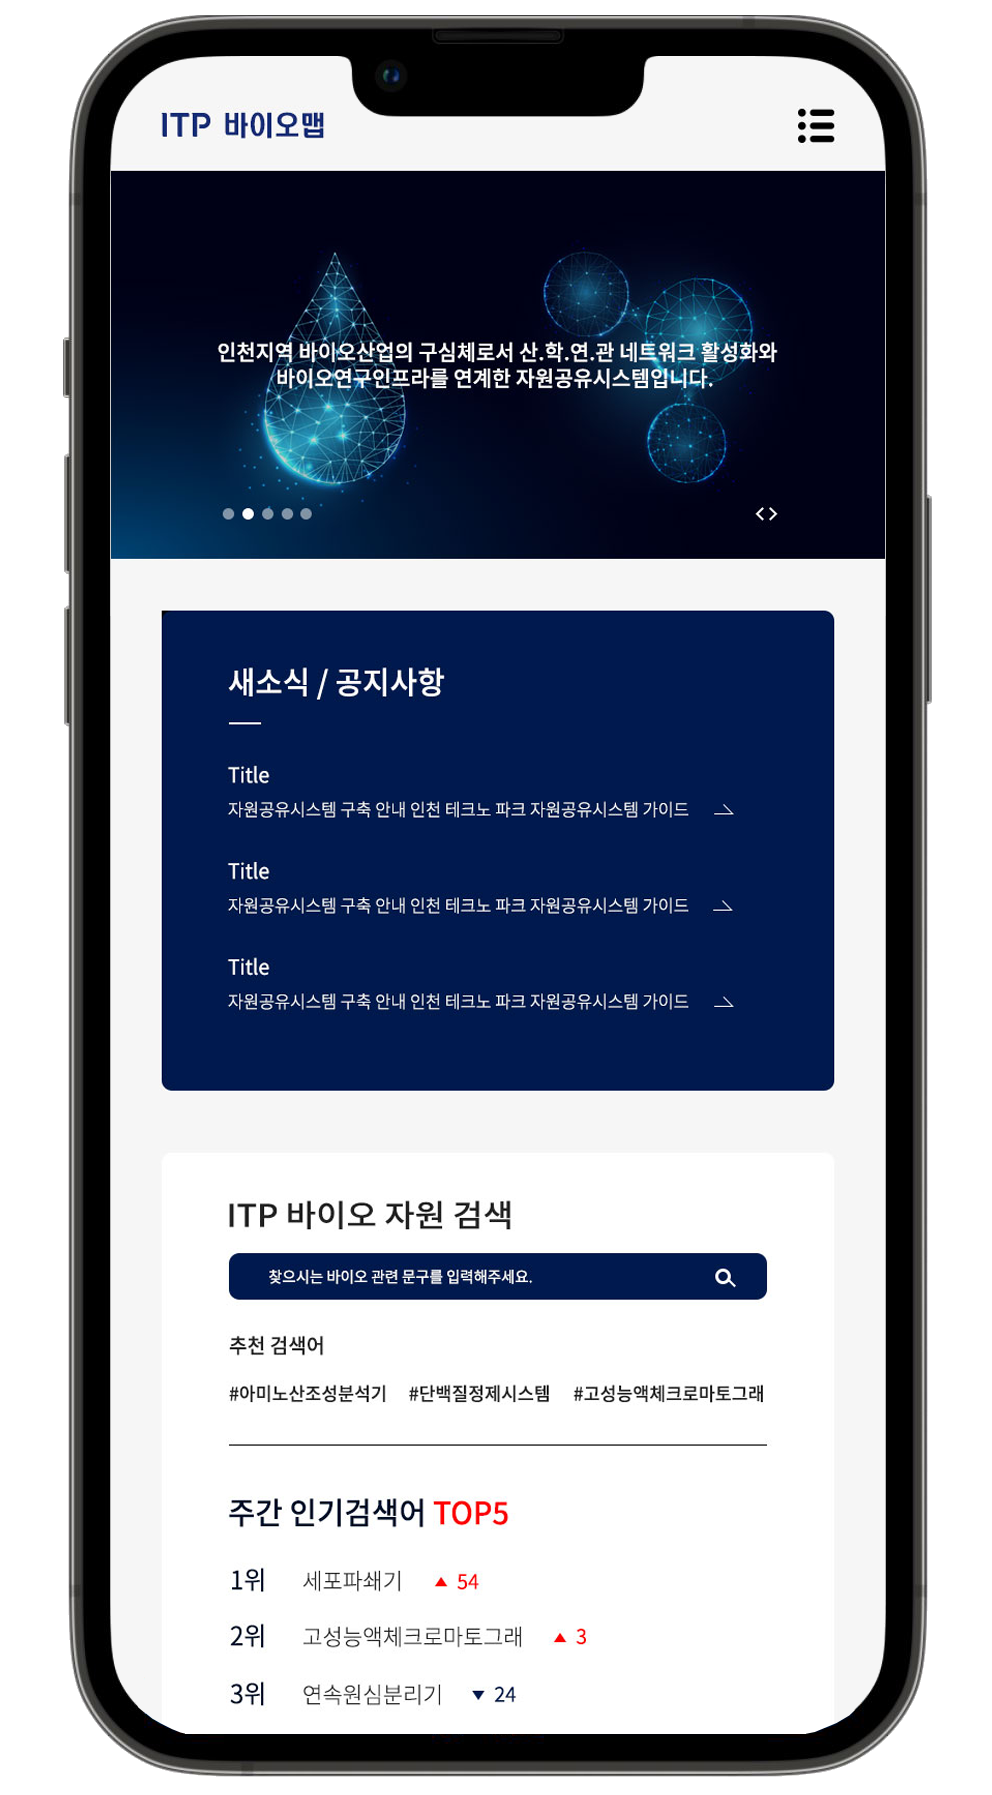 ITP 바이오맵
인천지역 바이오산업의 구심체로서 산.학.연.관 네트워크 활성화와
바이오연구인프라를 연계한 자원공유시스템입니다.
새소식 / 공지사항
Title
자원공유시스템 구축 안내 인천 테크노 파크 자원공유시스템 가이드
Title
자원공유시스템 구축 안내 인천 테크노 파크 자원공유시스템 가이드
Title
자원공유시스템 구축 안내 인천 테크노 파크 자원공유시스템 가이드
ITP 바이오 자원 검색
찾으시는 바이오 관련 문구를 입력해주세요.
추천 검색어
#아미노산조성분석기 #단백질정제시스템 #고성능액체크로마토그래
주간 인기검색어 TOP5
1위 세포파쇄기 ▲ 54
2위 고성능액체크로마토그래 ▲ 3
3위 연속원심분리기 ▼ 24